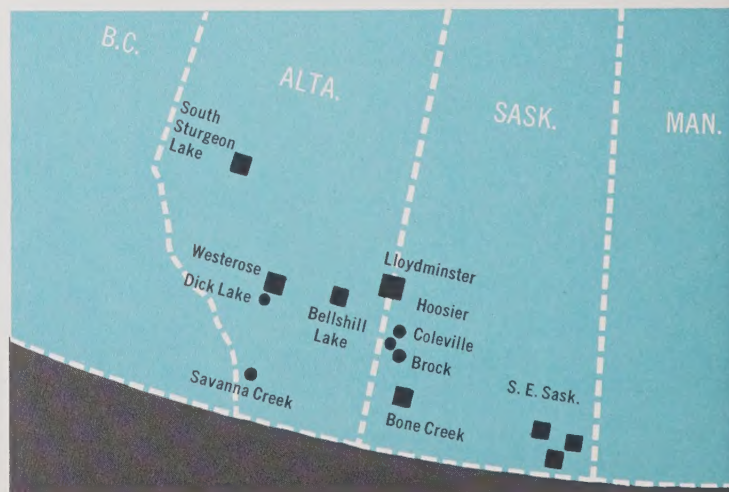 B.C.
ALTA.
SASK.
MAN.
South
Sturgeon
Lake
Westerose
Dick Lake
Bellshill
Lake
Lloydminster
Hoosier
Coleville
Brock
Savanna Creek
Bone Creek
S. E. Sask.